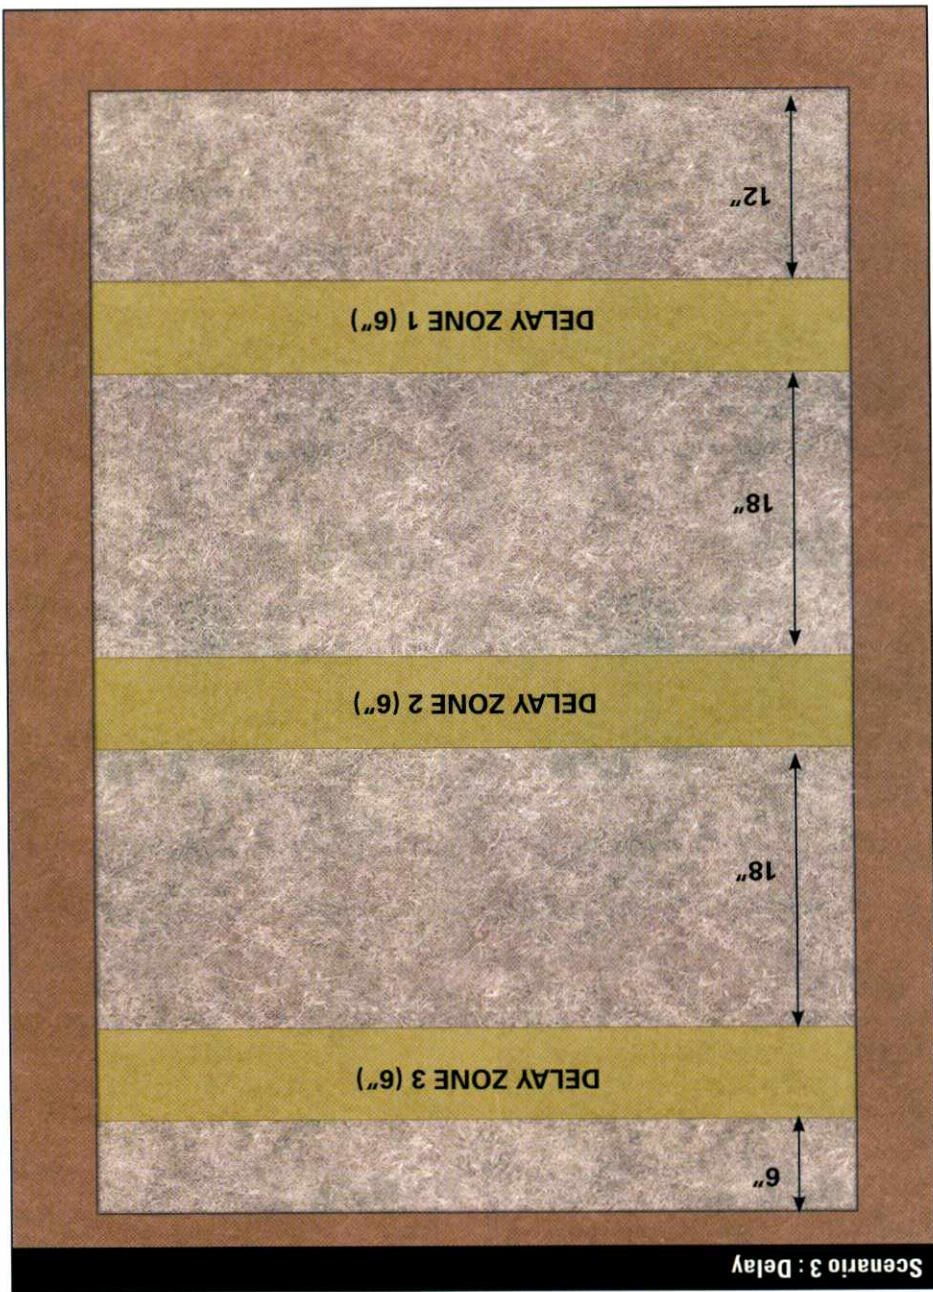 Scenario 3 : Delay
6"
DELAY ZONE 3 (6")
18"
DELAY ZONE 2 (6")
18"
DELAY ZONE 1 (6")
12"